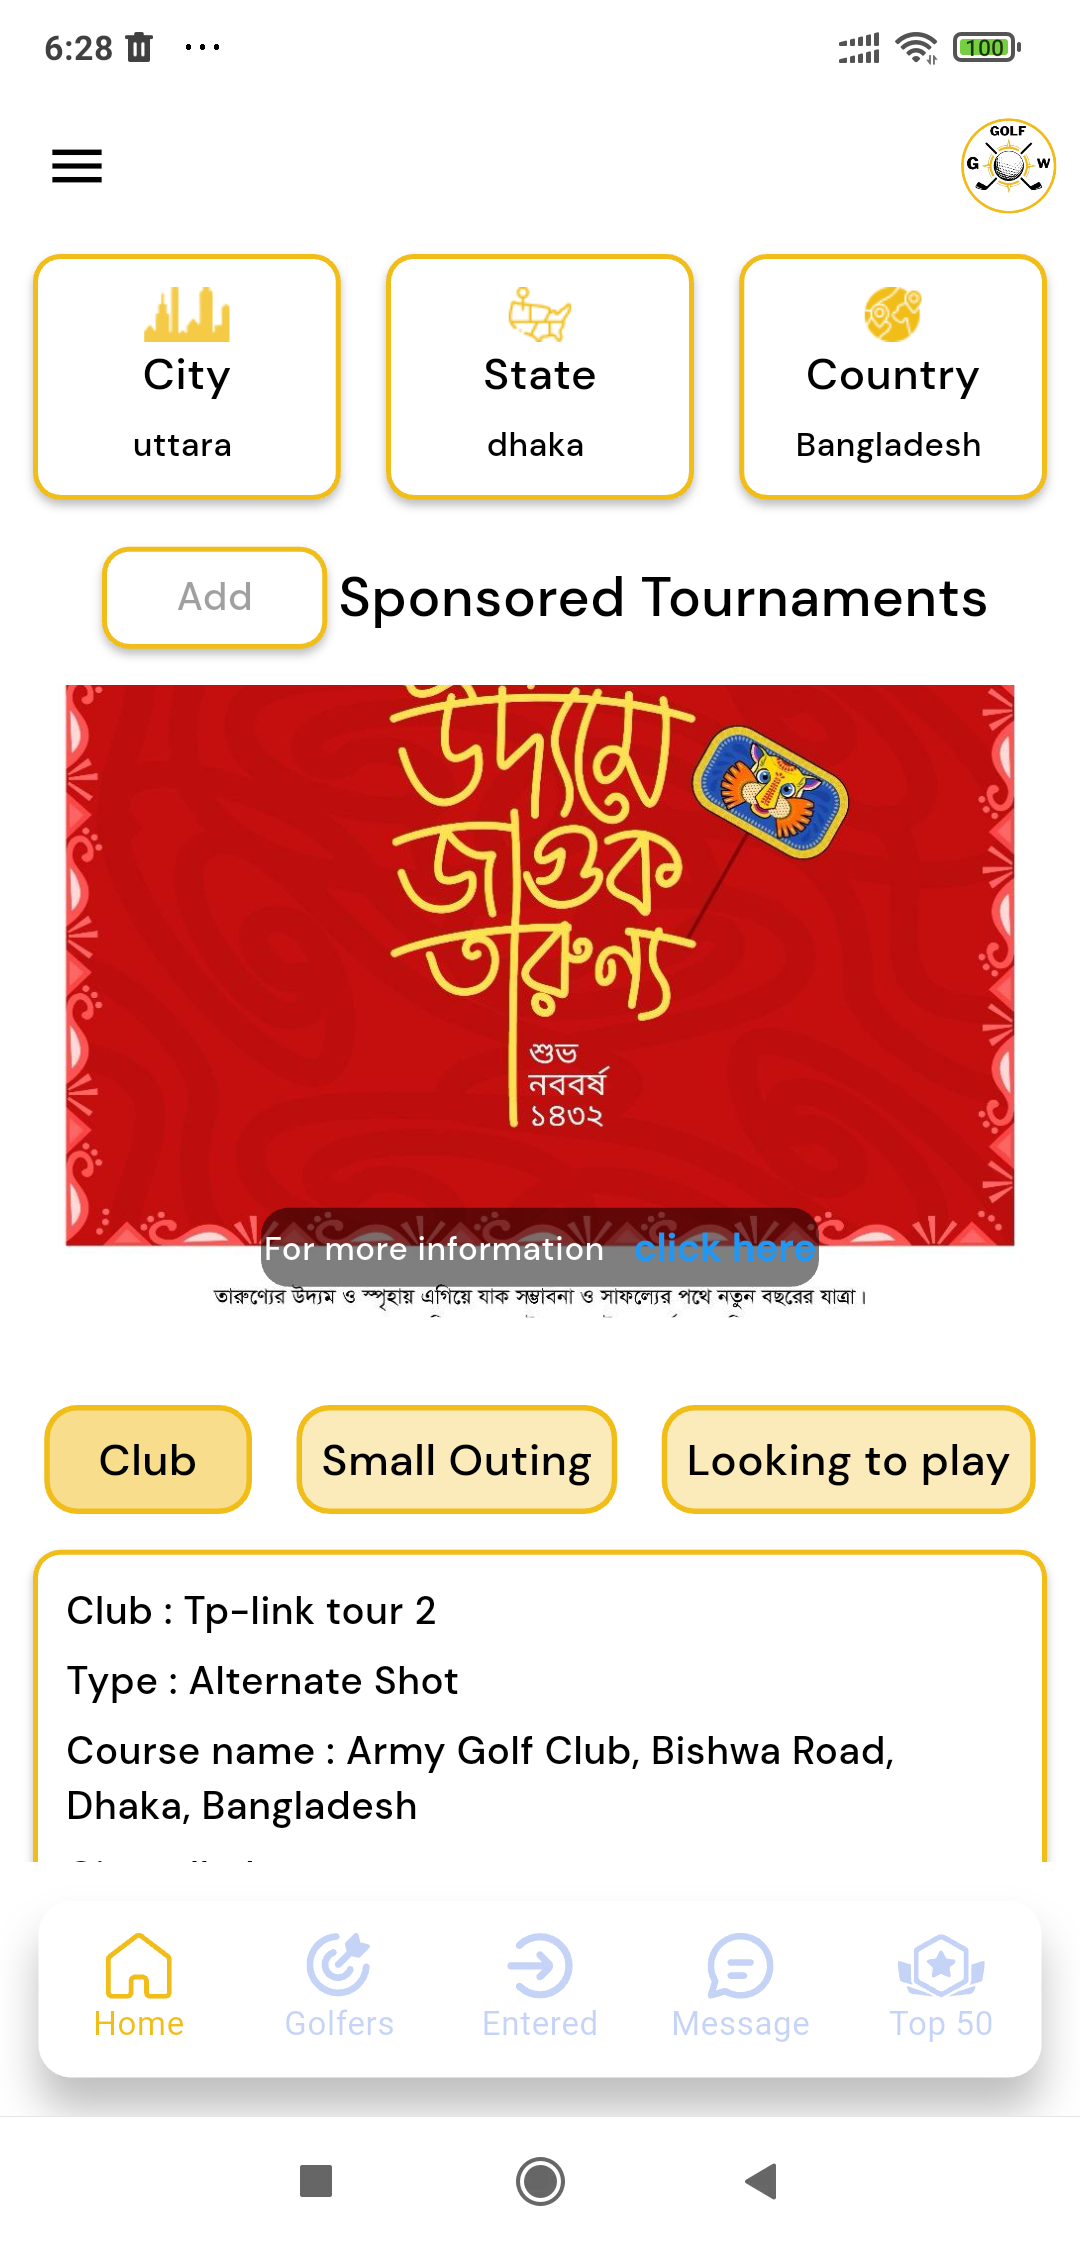 6:28
100
GOLF
G W
City
State
Country
uttara
dhaka
Bangladesh
Add
Sponsored Tournaments
উদ্যমে
জাগুক
তারুণ্য
শুভ
নববর্ষ
১৪৩২
For more information click here
তারুণ্যের উদ্যম ও স্পৃহায় এগিয়ে যাক সম্ভাবনা ও সাফল্যের পথে নতুন বছরের যাত্রা।
Club
Small Outing
Looking to play
Club : Tp-link tour 2
Type : Alternate Shot
Course name : Army Golf Club, Bishwa Road,
Dhaka, Bangladesh
Home
Golfers
Entered
Message
Top 50